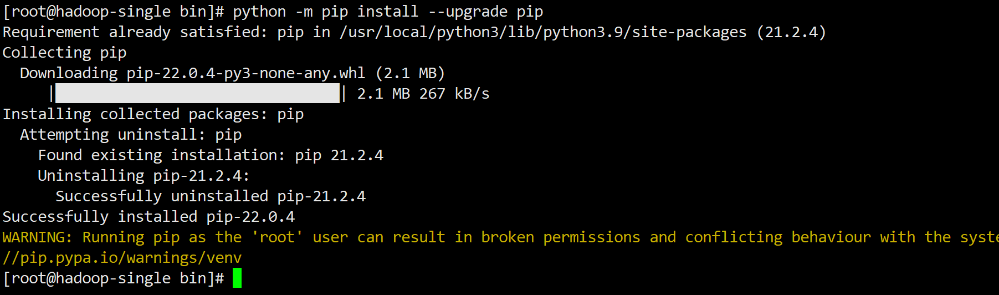 [root@hadoop-single bin]# python -m pip install --upgrade pip
Requirement already satisfied: pip in /usr/local/python3/lib/python3.9/site-packages (21.2.4)
Collecting pip
  Downloading pip-22.0.4-py3-none-any.whl (2.1 MB)
     |████████████████████████████████| 2.1 MB 267 kB/s
Installing collected packages: pip
  Attempting uninstall: pip
    Found existing installation: pip 21.2.4
    Uninstalling pip-21.2.4:
      Successfully uninstalled pip-21.2.4
Successfully installed pip-22.0.4
WARNING: Running pip as the 'root' user can result in broken permissions and conflicting behaviour with the syste
//pip.pypa.io/warnings/venv
[root@hadoop-single bin]#